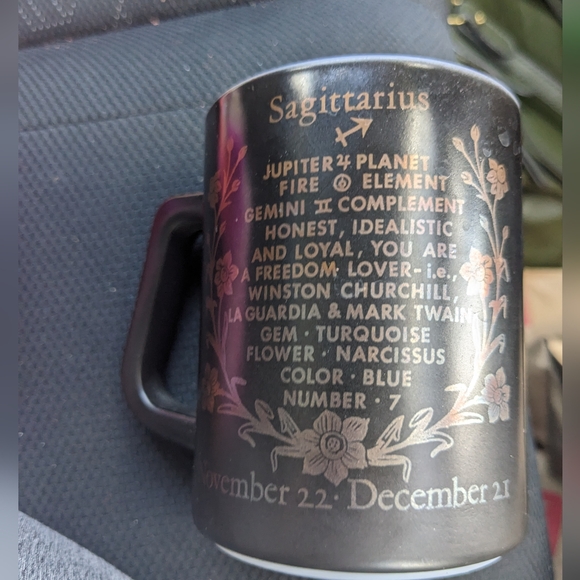 Sagittarius
♐
JUPITER ♃ PLANET
FIRE ELEMENT
GEMINI ♊ COMPLEMENT
HONEST, IDEALISTIC
AND LOYAL, YOU ARE
A FREEDOM LOVER - i.e.,
WINSTON CHURCHILL,
LA GUARDIA & MARK TWAIN
GEM · TURQUOISE
FLOWER · NARCISSUS
COLOR · BLUE
NUMBER · 7
November 22 · December 21